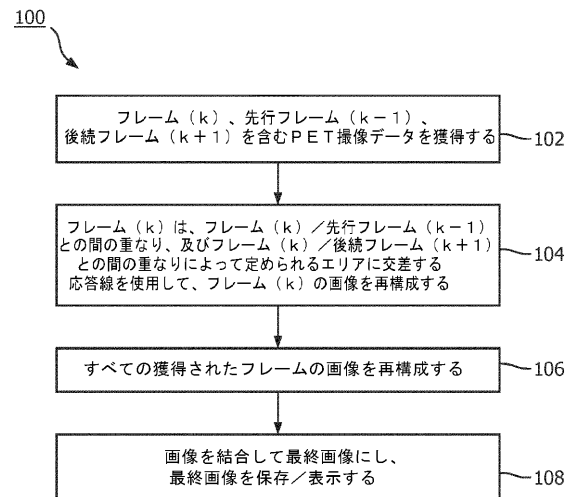 100
フレーム（ｋ）、先行フレーム（ｋ－１）、
後続フレーム（ｋ＋１）を含むＰＥＴ撮像データを獲得する
102
フレーム（ｋ）は、フレーム（ｋ）／先行フレーム（ｋ－１）
との間の重なり、及びフレーム（ｋ）／後続フレーム（ｋ＋１）
との間の重なりによって定められるエリアに交差する
応答線を使用して、フレーム（ｋ）の画像を再構成する
104
すべての獲得されたフレームの画像を再構成する
106
画像を結合して最終画像にし、
最終画像を保存／表示する
108